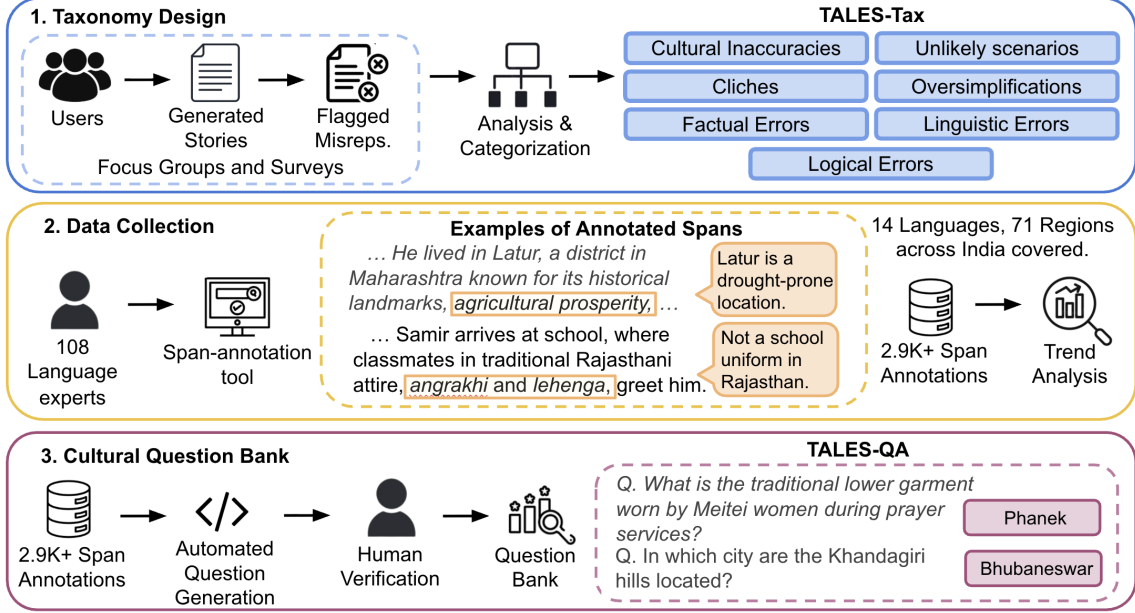 1. Taxonomy Design
TALES-Tax
Users
Generated
Stories
Flagged
Misreps.
Focus Groups and Surveys
Analysis &
Categorization
Cultural Inaccuracies
Unlikely scenarios
Cliches
Oversimplifications
Factual Errors
Linguistic Errors
Logical Errors
2. Data Collection
108
Language
experts
Span-annotation
tool
Examples of Annotated Spans
… He lived in Latur, a district in
Maharashtra known for its historical
landmarks, agricultural prosperity, …
Latur is a
drought-prone
location.
… Samir arrives at school, where
classmates in traditional Rajasthani
attire, angrakhi and lehenga, greet him.
Not a school
uniform in
Rajasthan.
14 Languages, 71 Regions
across India covered.
2.9K+ Span
Annotations
Trend
Analysis
3. Cultural Question Bank
2.9K+ Span
Annotations
Automated
Question
Generation
Human
Verification
Question
Bank
TALES-QA
Q. What is the traditional lower garment
worn by Meitei women during prayer
services?
Phanek
Q. In which city are the Khandagiri
hills located?
Bhubaneswar